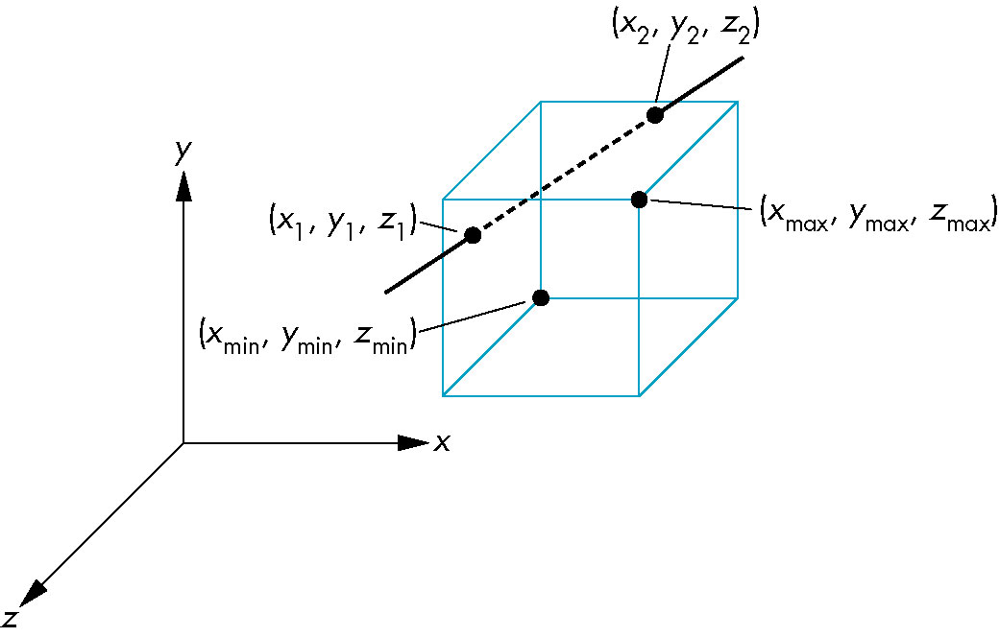 (x₂, y₂, z₂)
y
(x₁, y₁, z₁)
(xmax, ymax, zmax)
(xmin, ymin, zmin)
x
z